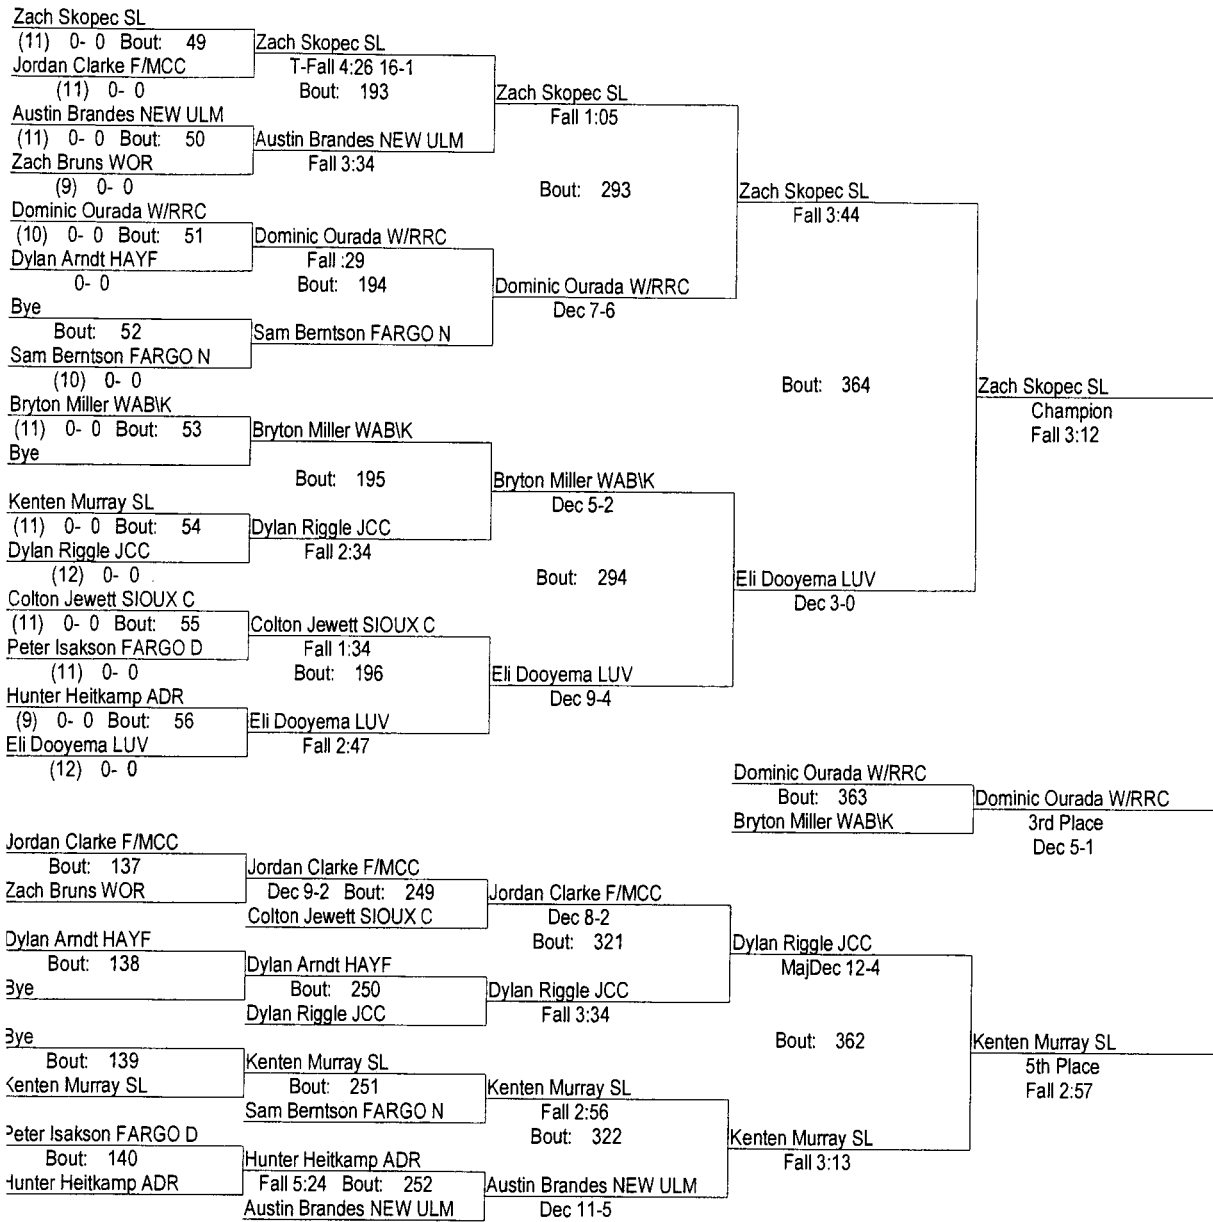 Zach Skopec SL
(11) 0- 0 Bout: 49
Jordan Clarke F/MCC
(11) 0- 0
Austin Brandes NEW ULM
(11) 0- 0 Bout: 50
Zach Bruns WOR
(9) 0- 0
Dominic Ourada W/RRC
(10) 0- 0 Bout: 51
Dylan Arndt HAYF
0- 0
Bye
Bout: 52
Sam Berntson FARGO N
(10) 0- 0
Bryton Miller WAB\K
(11) 0- 0 Bout: 53
Bye
Kenten Murray SL
(11) 0- 0 Bout: 54
Dylan Riggle JCC
(12) 0- 0
Colton Jewett SIOUX C
(11) 0- 0 Bout: 55
Peter Isakson FARGO D
(11) 0- 0
Hunter Heitkamp ADR
(9) 0- 0 Bout: 56
Eli Dooyema LUV
(12) 0- 0
Zach Skopec SL
T-Fall 4:26 16-1
Bout: 193
Austin Brandes NEW ULM
Fall 3:34
Dominic Ourada W/RRC
Fall :29
Bout: 194
Sam Berntson FARGO N
Bryton Miller WAB\K
Bout: 195
Dylan Riggle JCC
Fall 2:34
Colton Jewett SIOUX C
Fall 1:34
Bout: 196
Eli Dooyema LUV
Fall 2:47
Zach Skopec SL
Fall 1:05
Bout: 293
Dominic Ourada W/RRC
Dec 7-6
Bryton Miller WAB\K
Dec 5-2
Bout: 294
Eli Dooyema LUV
Dec 9-4
Zach Skopec SL
Fall 3:44
Bout: 364
Eli Dooyema LUV
Dec 3-0
Zach Skopec SL
Champion
Fall 3:12
Dominic Ourada W/RRC
Bout: 363
Bryton Miller WAB\K
Dominic Ourada W/RRC
3rd Place
Dec 5-1
Jordan Clarke F/MCC
Bout: 137
Zach Bruns WOR
Dylan Arndt HAYF
Bout: 138
Bye
Bye
Bout: 139
Kenten Murray SL
Peter Isakson FARGO D
Bout: 140
Hunter Heitkamp ADR
Jordan Clarke F/MCC
Dec 9-2 Bout: 249
Colton Jewett SIOUX C
Dylan Arndt HAYF
Bout: 250
Dylan Riggle JCC
Kenten Murray SL
Bout: 251
Sam Berntson FARGO N
Hunter Heitkamp ADR
Fall 5:24 Bout: 252
Austin Brandes NEW ULM
Jordan Clarke F/MCC
Dec 8-2
Bout: 321
Dylan Riggle JCC
Fall 3:34
Kenten Murray SL
Fall 2:56
Bout: 322
Austin Brandes NEW ULM
Dec 11-5
Dylan Riggle JCC
MajDec 12-4
Bout: 362
Kenten Murray SL
Fall 3:13
Kenten Murray SL
5th Place
Fall 2:57